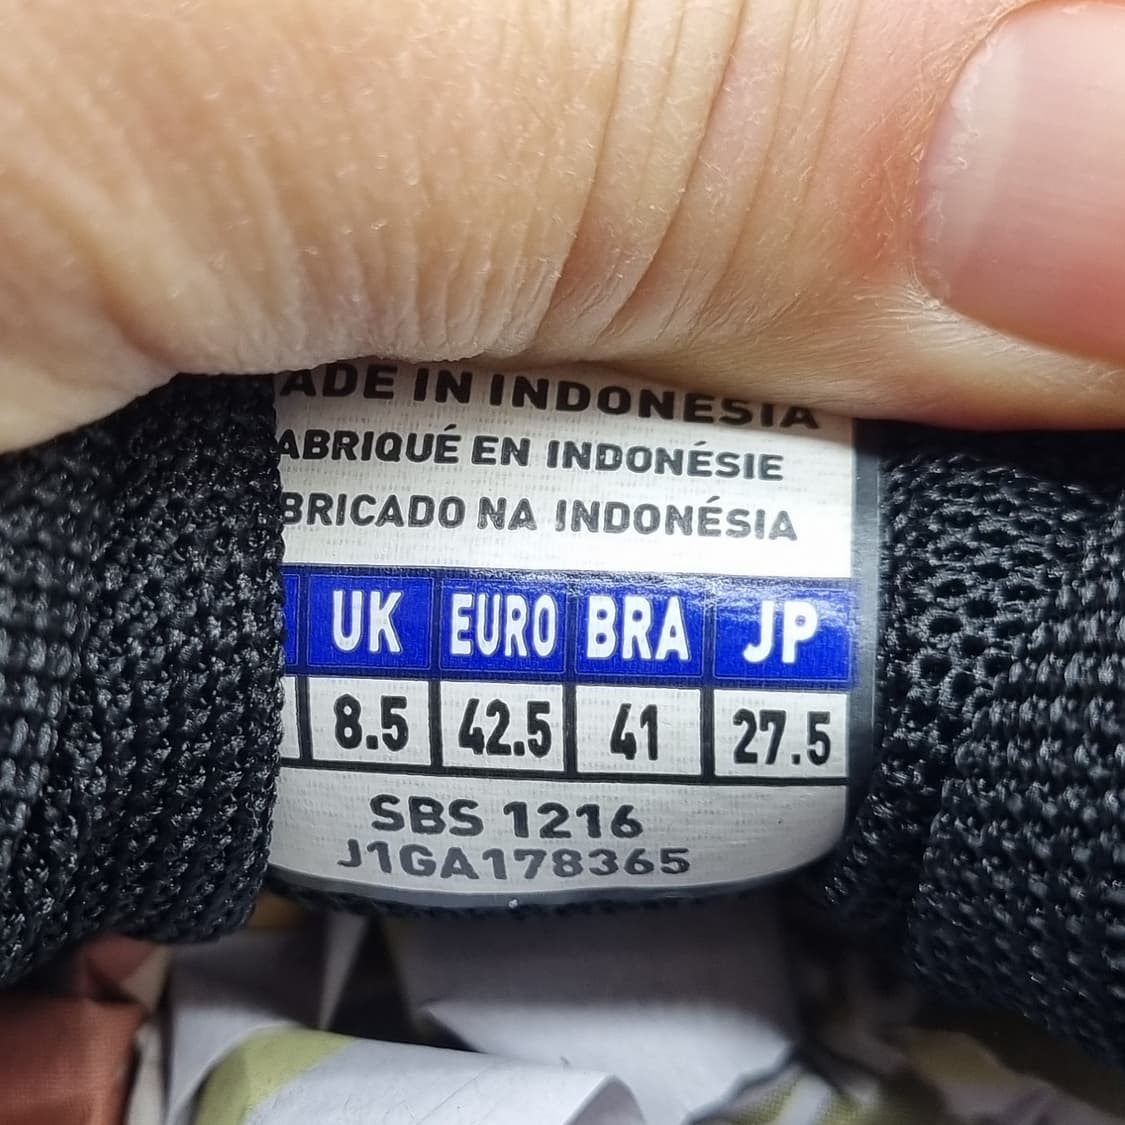 ADE IN INDONESIA
ABRIQUÉ EN INDONÉSIE
BRICADO NA INDONÉSIA
UK EURO BRA JP
8.5 42.5 41 27.5
SBS 1216
J1GA178365